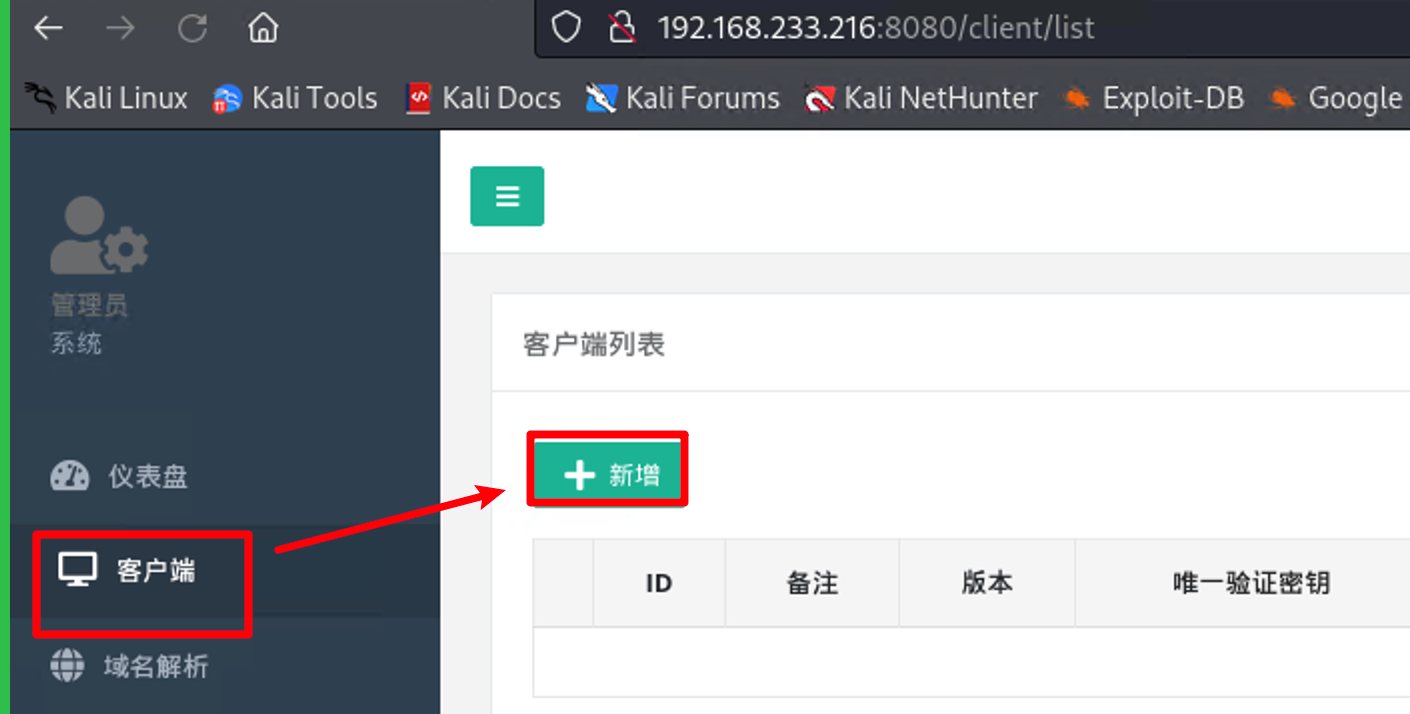 192.168.233.216:8080/client/list
Kali Linux Kali Tools Kali Docs Kali Forums Kali NetHunter Exploit-DB Google
管理员
系统
客户端列表
新增
仪表盘
客户端
域名解析
ID 备注 版本 唯一验证密钥